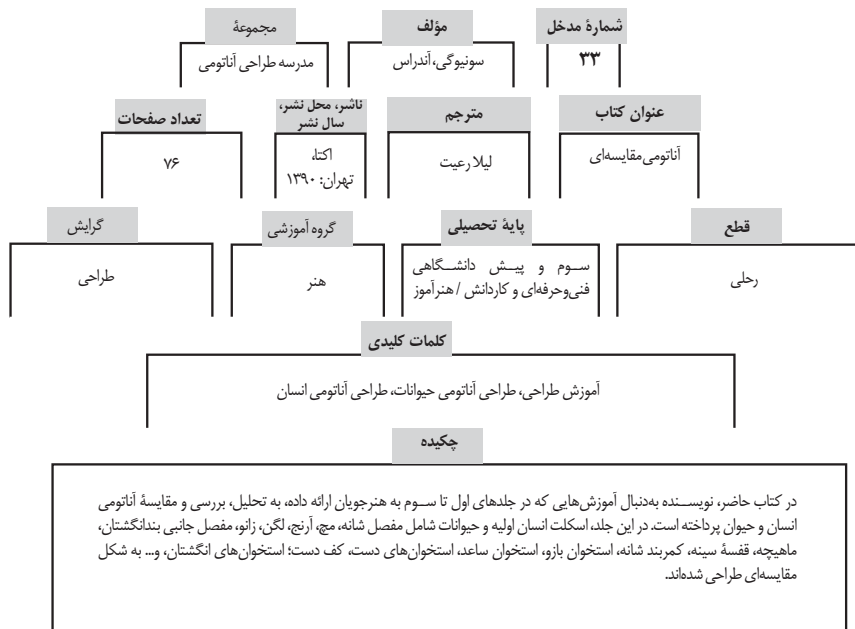 شمارهٔ مدخل
۳۳
مؤلف
سونیوگی، آندراس
مجموعهٔ
مدرسه طراحی آناتومی
عنوان کتاب
آناتومی مقایسه‌ای
مترجم
لیلا رعیت
ناشر، محل نشر،
سال نشر
اکتا،
تهران: ۱۳۹۰
تعداد صفحات
۷۶
قطع
رحلی
پایهٔ تحصیلی
ســوم و پیــش دانشــگاهی
فنی‌وحرفه‌ای و کاردانش / هنرآموز
گروه آموزشی
هنر
گرایش
طراحی
کلمات کلیدی
آموزش طراحی، طراحی آناتومی حیوانات، طراحی آناتومی انسان
چکیده
در کتاب حاضر، نویســنده به‌دنبال آموزش‌هایی که در جلدهای اول تا ســوم به هنرجویان ارائه داده، به تحلیل، بررسی و مقایسهٔ آناتومی
انسان و حیوان پرداخته است. در این جلد، اسکلت انسان اولیه و حیوانات شامل مفصل شانه، مچ، آرنج، لگن، زانو، مفصل جانبی بندانگشتان،
ماهیچه، قفسهٔ سینه، کمربند شانه، استخوان بازو، استخوان ساعد، استخوان‌های دست، کف دست؛ استخوان‌های انگشتان، و... به شکل
مقایسه‌ای طراحی شده‌اند.